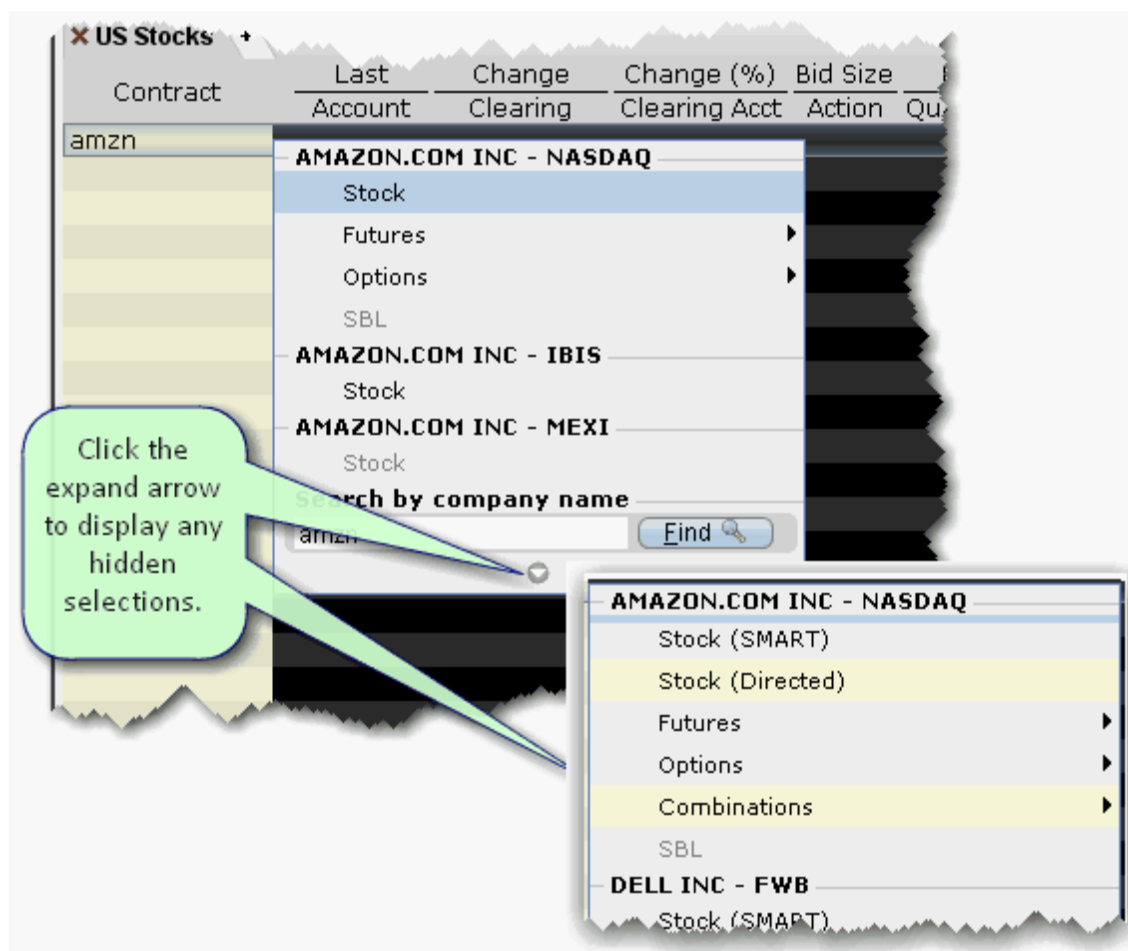 US Stocks +
Contract
Last Change Change (%) Bid Size
Account Clearing Clearing Acct Action
amzn
AMAZON.COM INC - NASDAQ
Stock
Futures
Options
SBL
AMAZON.COM INC - IBIS
Stock
AMAZON.COM INC - MEXI
Stock
Search by company name
amzn
Find
Click the
expand arrow
to display any
hidden
selections.
AMAZON.COM INC - NASDAQ
Stock (SMART)
Stock (Directed)
Futures
Options
Combinations
SBL
DELL INC - FWB
Stock (SMART)